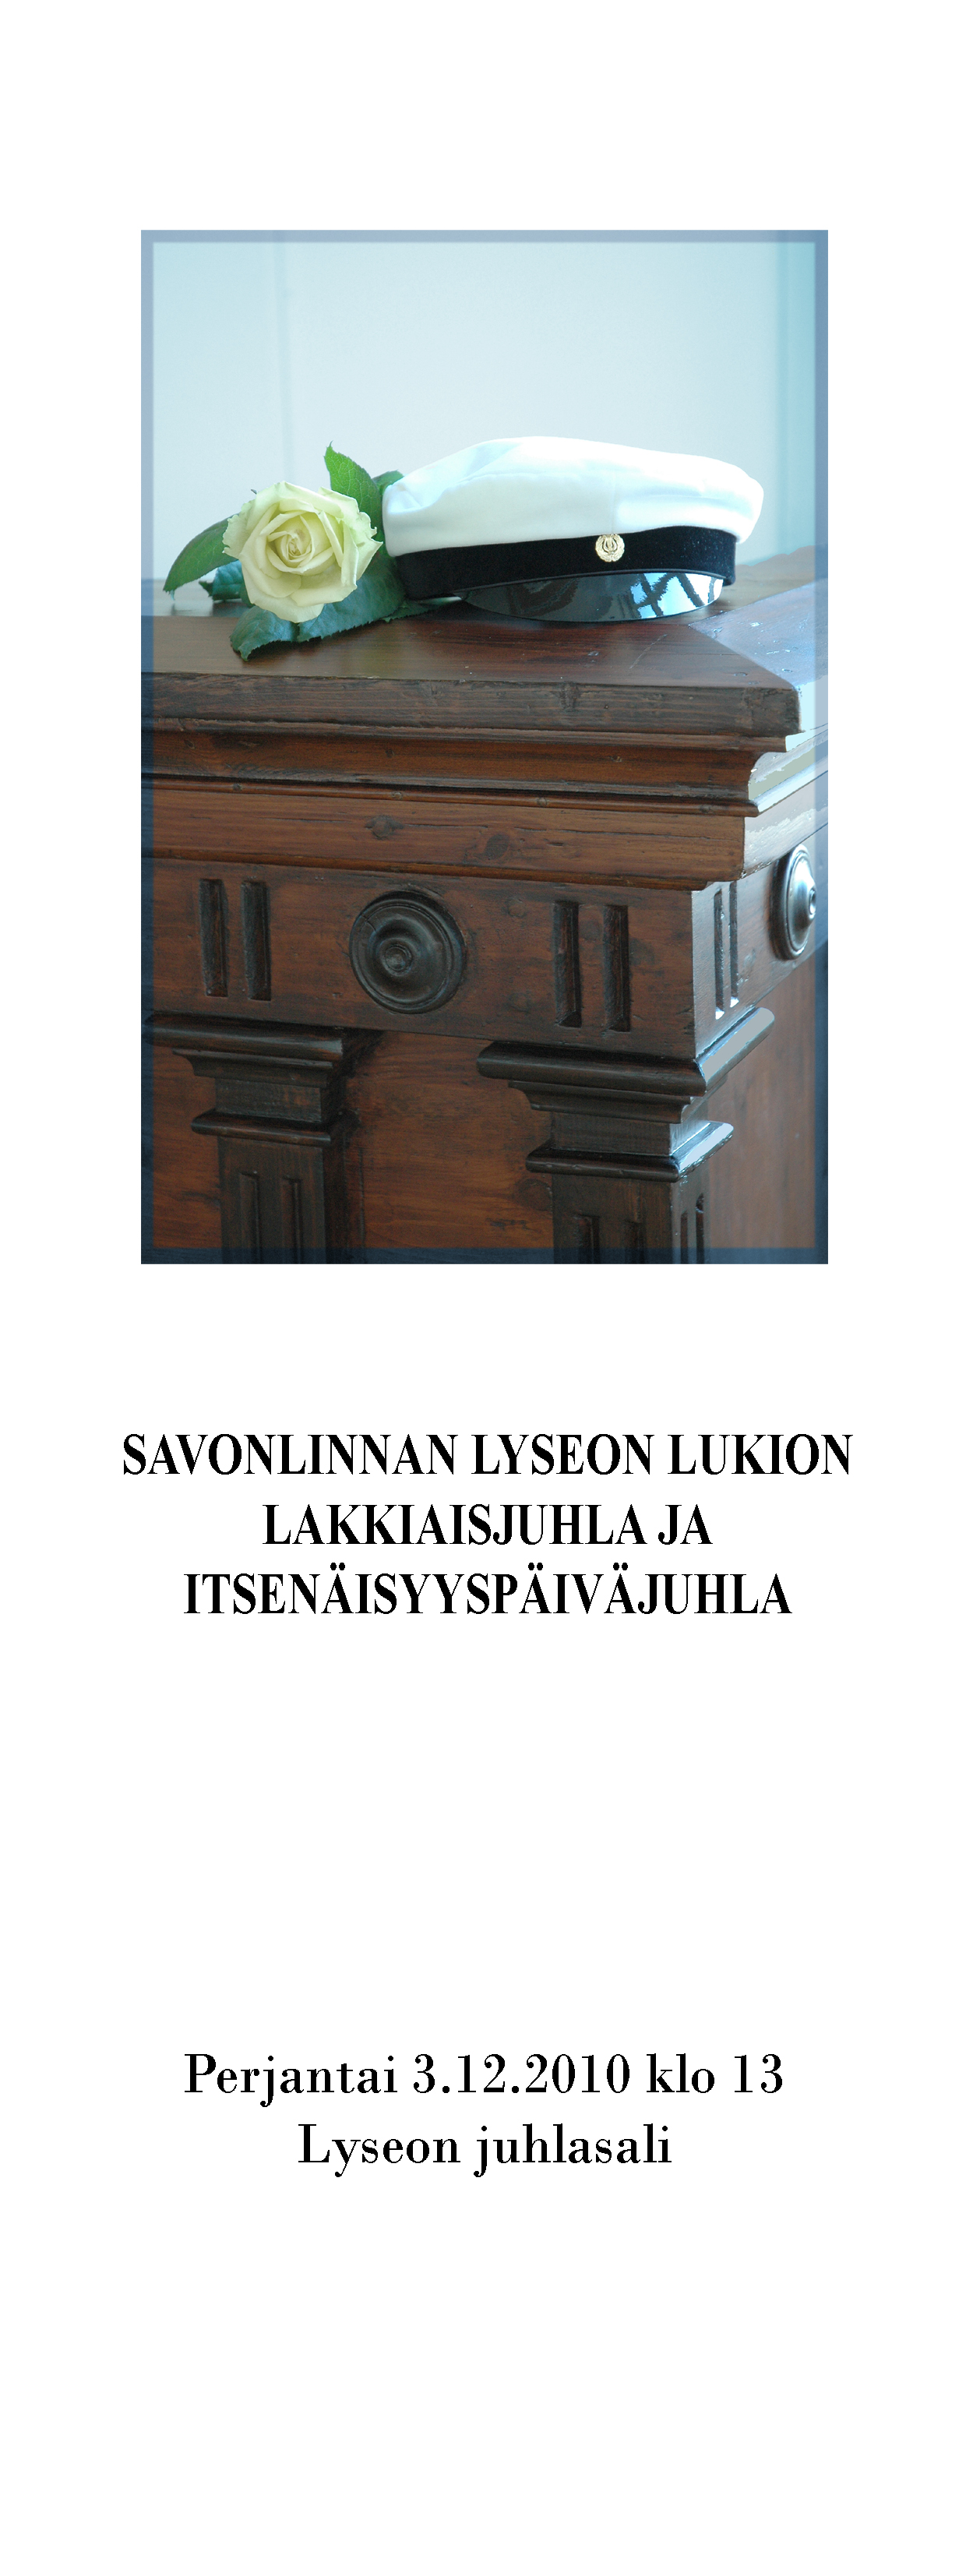 SAVONLINNAN LYSEON LUKION
LAKKIAISJUHLA JA
ITSENÄISYYSPÄIVÄJUHLA
Perjantai 3.12.2010 klo 13
Lyseon juhlasali